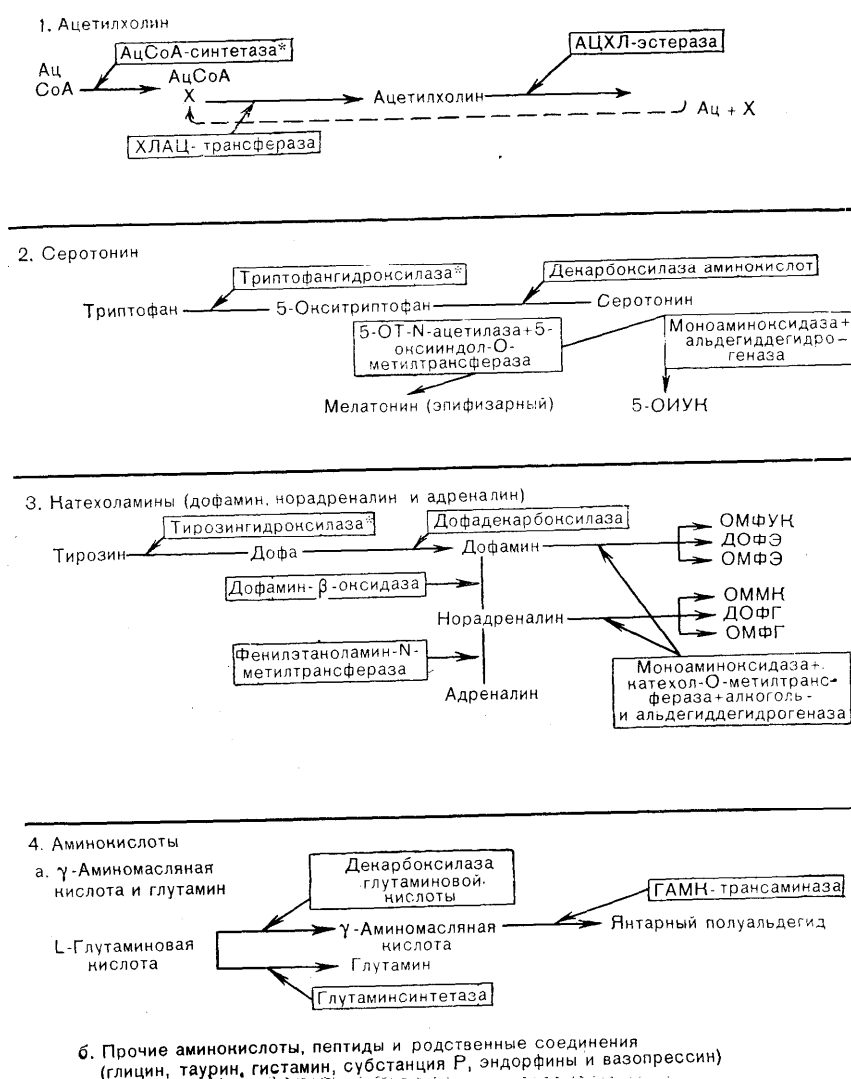 1. Ацетилхолин
АцСоА-синтетаза*
АЦХЛ-эстераза
Ац
СоА
АцСоА
Х
Ацетилхолин
Ац + Х
ХЛАЦ- трансфераза
2. Серотонин
Триптофангидроксилаза*
Декарбоксилаза аминокислот
Триптофан
5-Окситриптофан
Серотонин
5-ОТ-N-ацетилаза+5-
оксииндол-О-
метилтрансфераза
Моноаминоксидаза+
альдегиддегидро-
геназа
Мелатонин (эпифизарный)
5-ОИУК
3. Катехоламины (дофамин, норадреналин и адреналин)
Тирозингидроксилаза*
Дофадекарбоксилаза
Тирозин
Дофа
Дофамин
ОМФУК
ДОФЭ
ОМФЭ
Дофамин-β-оксидаза
Норадреналин
ОММК
ДОФГ
ОМФГ
Фенилэтаноламин-N-
метилтрансфераза
Адреналин
Моноаминоксидаза+
катехол-О-метилтранс-
фераза+алкоголь-
и альдегиддегидрогеназа
4. Аминокислоты
а. γ-Аминомасляная
кислота и глутамин
Декарбоксилаза
глутаминовой
кислоты
ГАМК-трансаминаза
L-Глутаминовая
кислота
γ-Аминомасляная
кислота
Янтарный полуальдегид
Глутамин
Глутаминсинтетаза
б. Прочие аминокислоты, пептиды и родственные соединения
(глицин, таурин, гистамин, субстанция Р, эндорфины и вазопрессин)